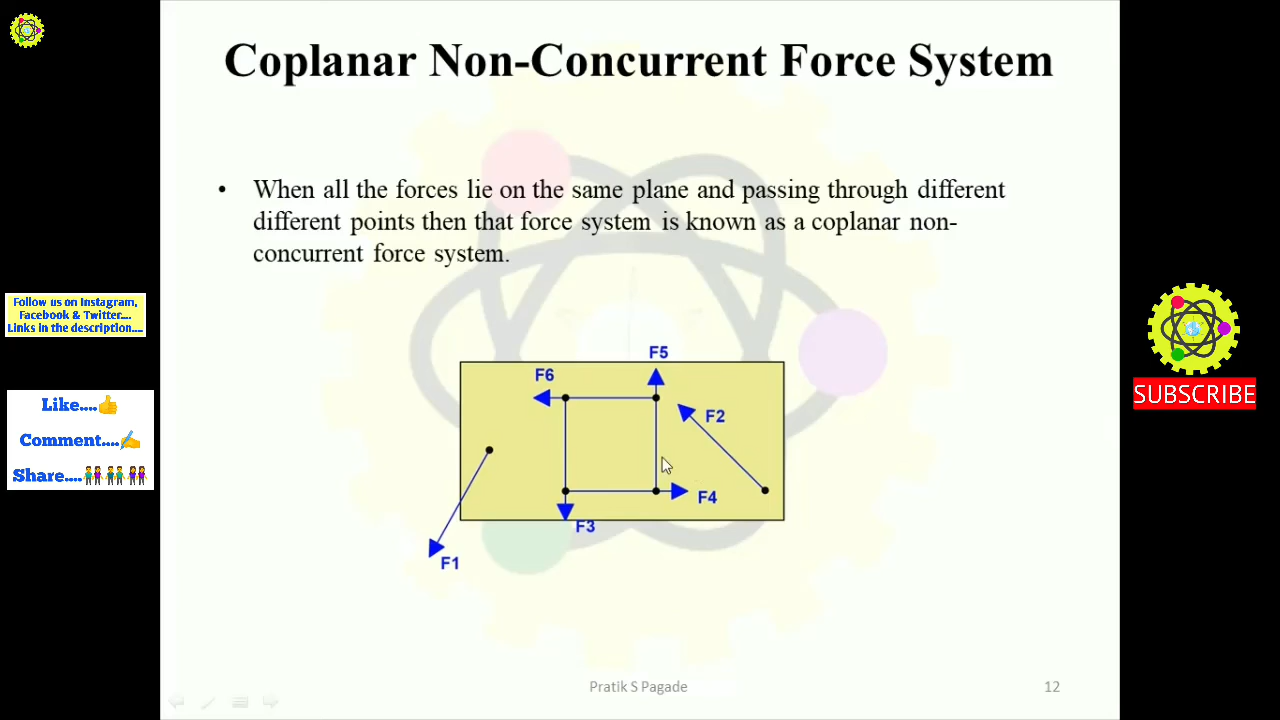 Coplanar Non-Concurrent Force System
• When all the forces lie on the same plane and passing through different
different points then that force system is known as a coplanar non-
concurrent force system.
Follow us on Instagram,
Facebook & Twitter....
Links in the description....
Like....👍
Comment....✍
Share....👬👫👭
SUBSCRIBE
F5
F6
F2
F4
F3
F1
Pratik S Pagade
12